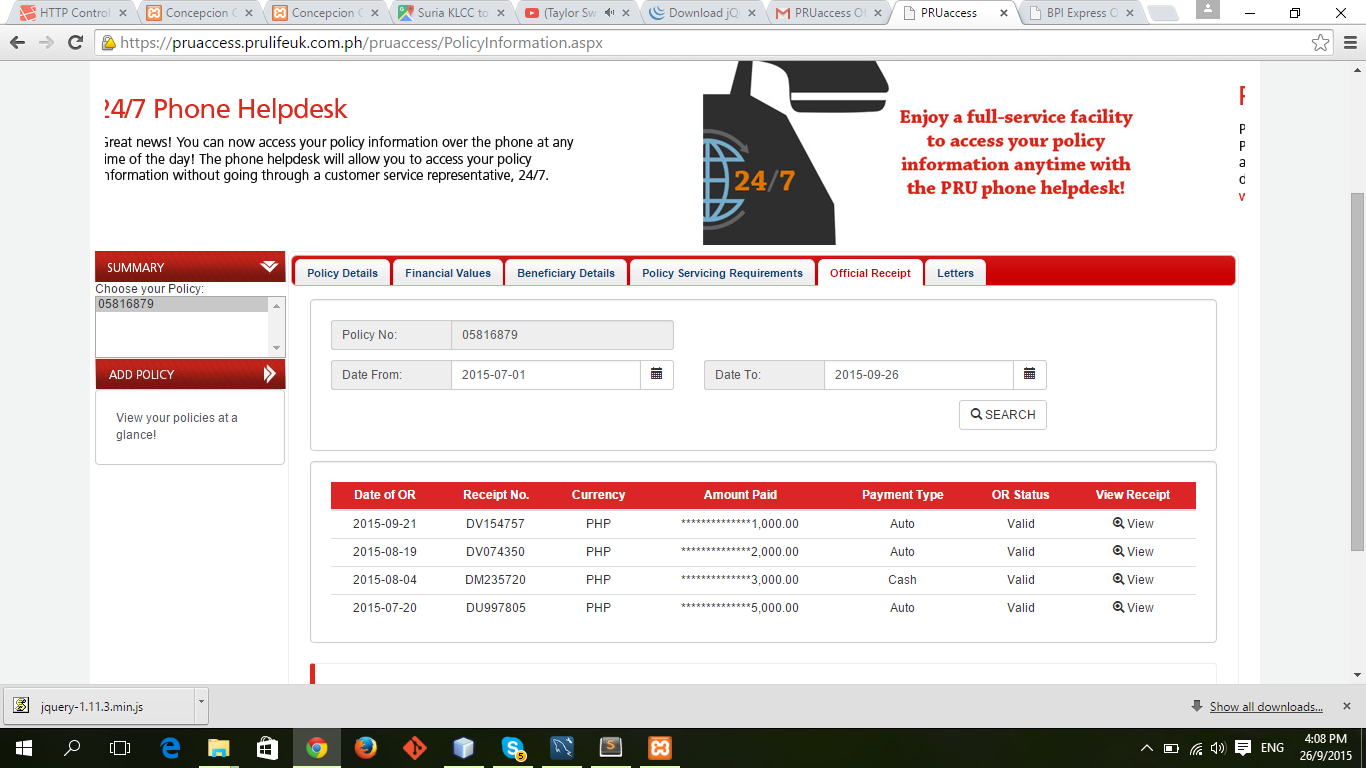 HTTP Control
Concepcion C
Concepcion C
Suria KLCC to
(Taylor Sw
Download jQ
PRUaccess Of
PRUaccess
BPI Express O
https://pruaccess.prulifeuk.com.ph/pruaccess/PolicyInformation.aspx
24/7 Phone Helpdesk
Great news! You can now access your policy information over the phone at any
time of the day! The phone helpdesk will allow you to access your policy
information without going through a customer service representative, 24/7.
24/7
Enjoy a full-service facility
to access your policy
information anytime with
the PRU phone helpdesk!
SUMMARY
Choose your Policy:
05816879
ADD POLICY
View your policies at a
glance!
Policy Details
Financial Values
Beneficiary Details
Policy Servicing Requirements
Official Receipt
Letters
Policy No: 05816879
Date From: 2015-07-01 Date To: 2015-09-26
SEARCH
Date of OR Receipt No. Currency Amount Paid Payment Type OR Status View Receipt
2015-09-21 DV154757 PHP **************1,000.00 Auto Valid View
2015-08-19 DV074350 PHP **************2,000.00 Auto Valid View
2015-08-04 DM235720 PHP **************3,000.00 Cash Valid View
2015-07-20 DU997805 PHP **************5,000.00 Auto Valid View
jquery-1.11.3.min.js
Show all downloads...
5
ENG
4:08 PM
26/9/2015